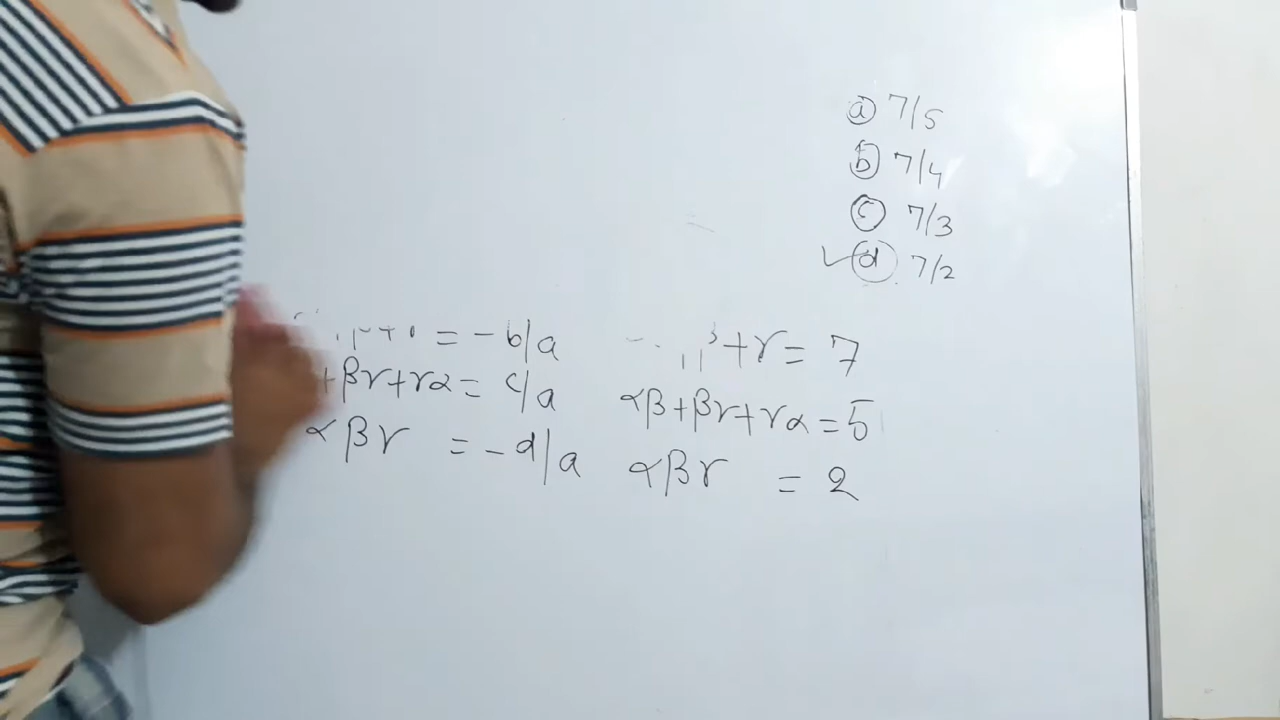 ⓐ 7/5
ⓑ 7/4
ⓒ 7/3
✓ⓓ 7/2
= -b/a
+βγ+γα = c/a
αβγ = -d/a
+γ = 7
αβ+βγ+γα = 5
αβγ = 2